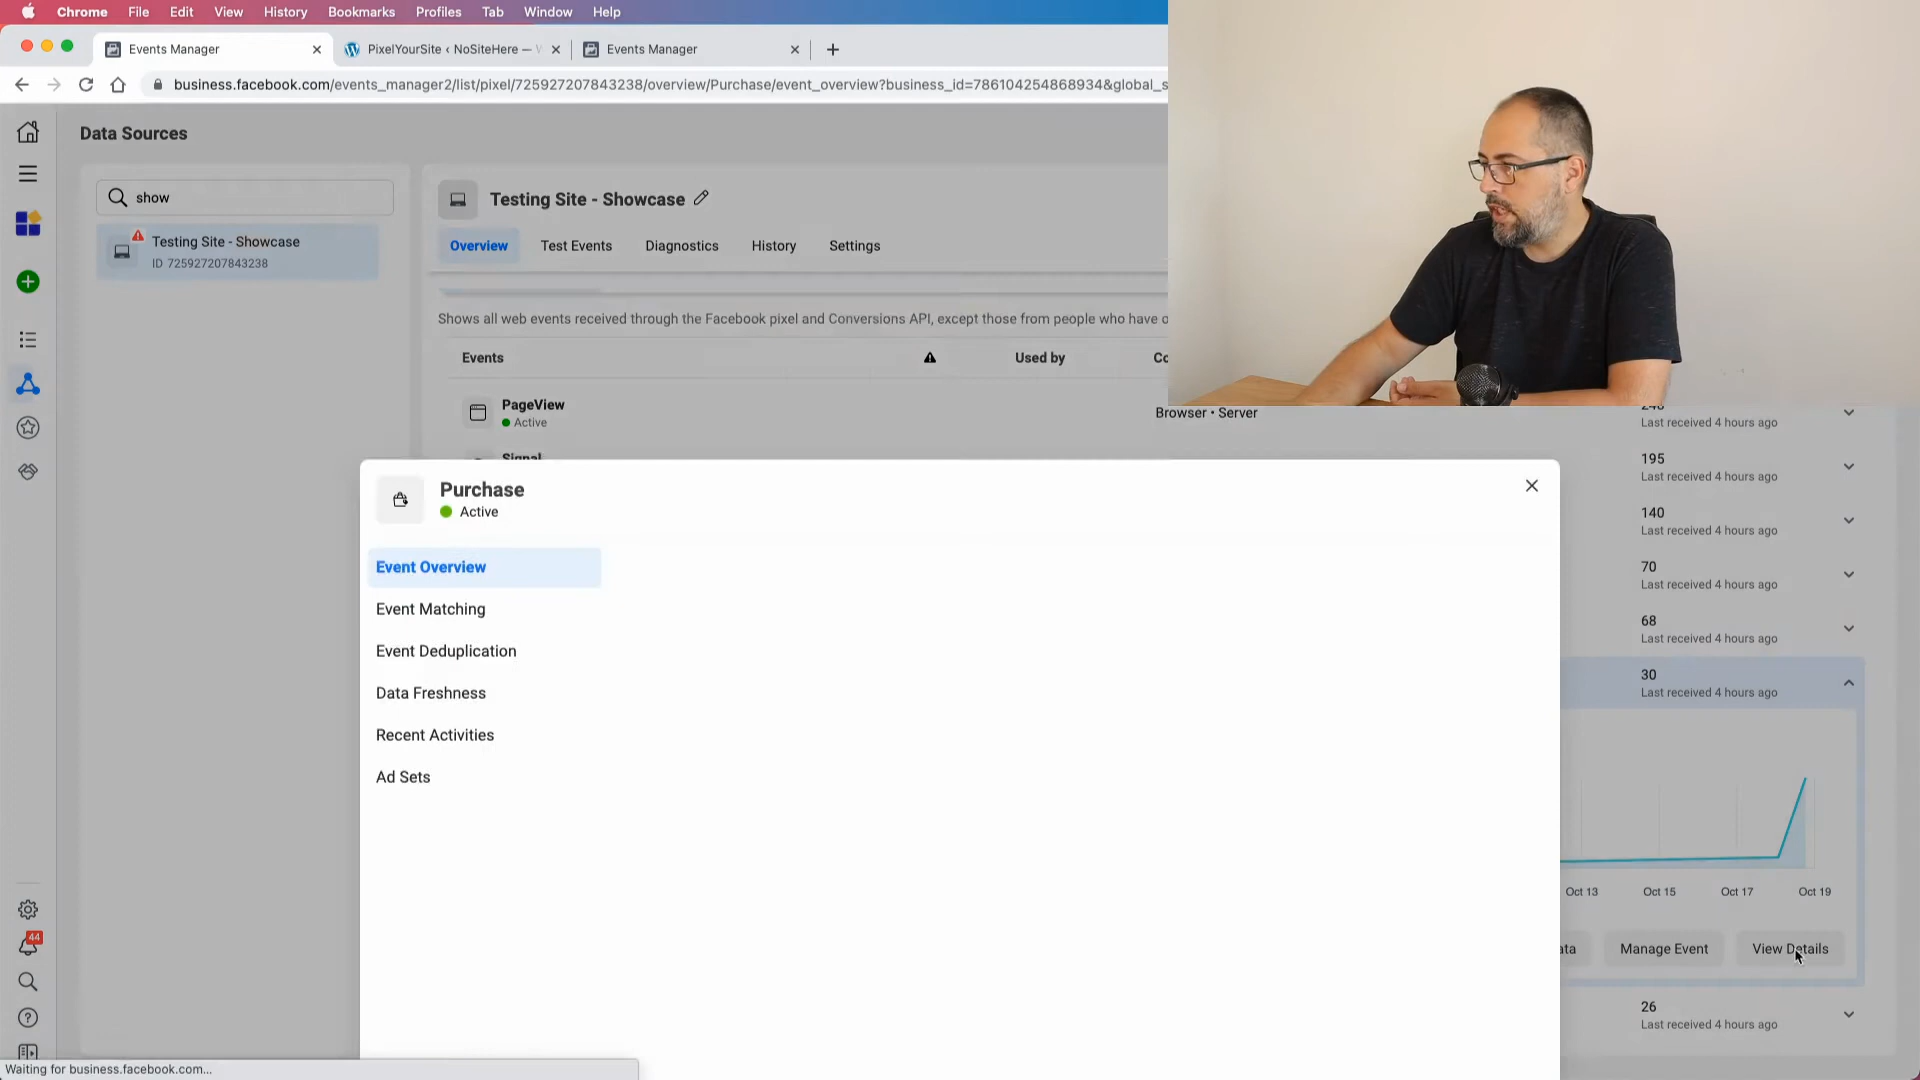 Chrome File Edit View History Bookmarks Profiles Tab Window Help
Events Manager
PixelYourSite ‹ NoSiteHere —
Events Manager
business.facebook.com/events_manager2/list/pixel/725927207843238/overview/Purchase/event_overview?business_id=786104254868934&global_s
Data Sources
show
Testing Site - Showcase
ID 725927207843238
Testing Site - Showcase
Overview Test Events Diagnostics History Settings
Shows all web events received through the Facebook pixel and Conversions API, except those from people who have o
Events Used by Co
PageView
Active
Browser • Server
Last received 4 hours ago
Signal
195
Last received 4 hours ago
140
Last received 4 hours ago
70
Last received 4 hours ago
68
Last received 4 hours ago
30
Last received 4 hours ago
Purchase
Active
Event Overview
Event Matching
Event Deduplication
Data Freshness
Recent Activities
Ad Sets
Oct 13 Oct 15 Oct 17 Oct 19
ata Manage Event View Details
26
Last received 4 hours ago
44
Waiting for business.facebook.com...